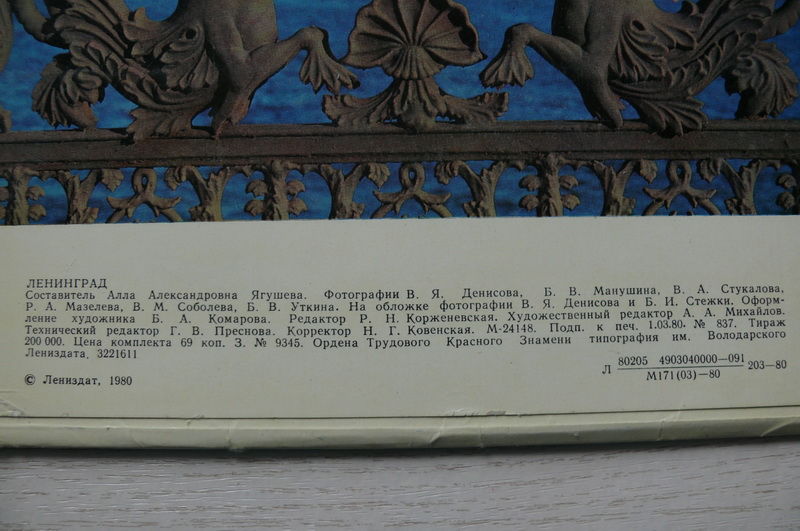 ЛЕНИНГРАД
Составитель Алла Александровна Ягушева. Фотографии В. Я. Денисова, Б. В. Манушина, В. А. Стукалова,
Р. А. Мазелева, В. М. Соболева, Б. В. Уткина. На обложке фотографии В. Я. Денисова и Б. И. Стежки. Оформ-
ление художника Б. А. Комарова. Редактор Р. Н. Корженевская. Художественный редактор А. А. Михайлов.
Технический редактор Г. В. Преснова. Корректор Н. Г. Ковенская. М-24148. Подп. к печ. 1.03.80. № 837. Тираж
200 000. Цена комплекта 69 коп. З. № 9345. Ордена Трудового Красного Знамени типография им. Володарского
Лениздата. 3221611
© Лениздат, 1980
80205 4903040000—091
Л 203—80
М171(03)—80